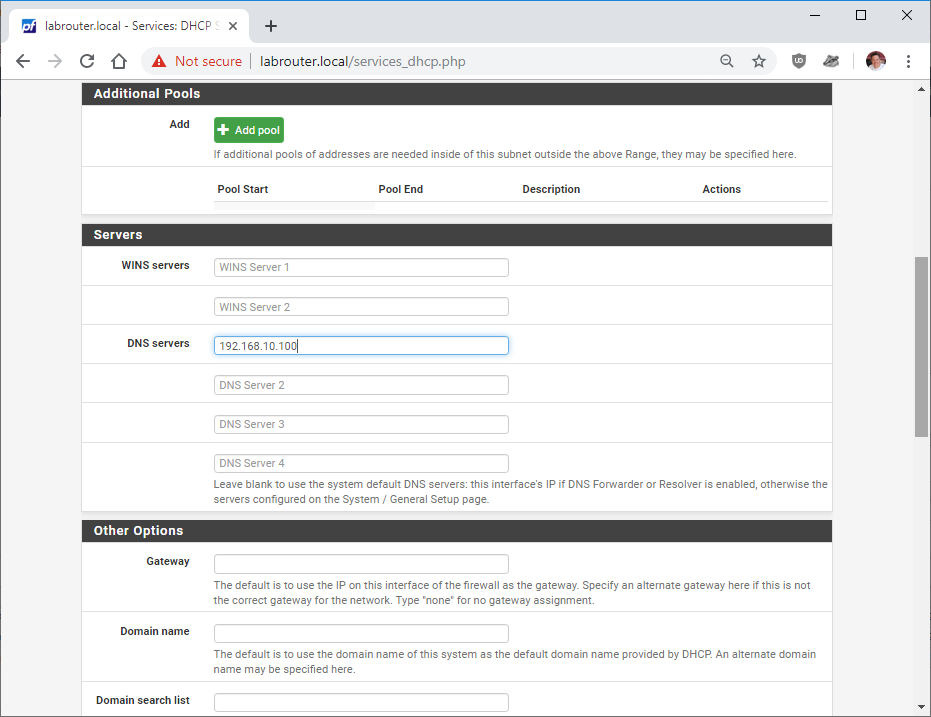 labrouter.local - Services: DHCP S
Not secure
labrouter.local/services_dhcp.php
Additional Pools
Add
Add pool
If additional pools of addresses are needed inside of this subnet outside the above Range, they may be specified here.
Pool Start Pool End Description Actions
Servers
WINS servers
WINS Server 1
WINS Server 2
DNS servers
192.168.10.100
DNS Server 2
DNS Server 3
DNS Server 4
Leave blank to use the system default DNS servers: this interface's IP if DNS Forwarder or Resolver is enabled, otherwise the
servers configured on the System / General Setup page.
Other Options
Gateway
The default is to use the IP on this interface of the firewall as the gateway. Specify an alternate gateway here if this is not
the correct gateway for the network. Type "none" for no gateway assignment.
Domain name
The default is to use the domain name of this system as the default domain name provided by DHCP. An alternate domain
name may be specified here.
Domain search list